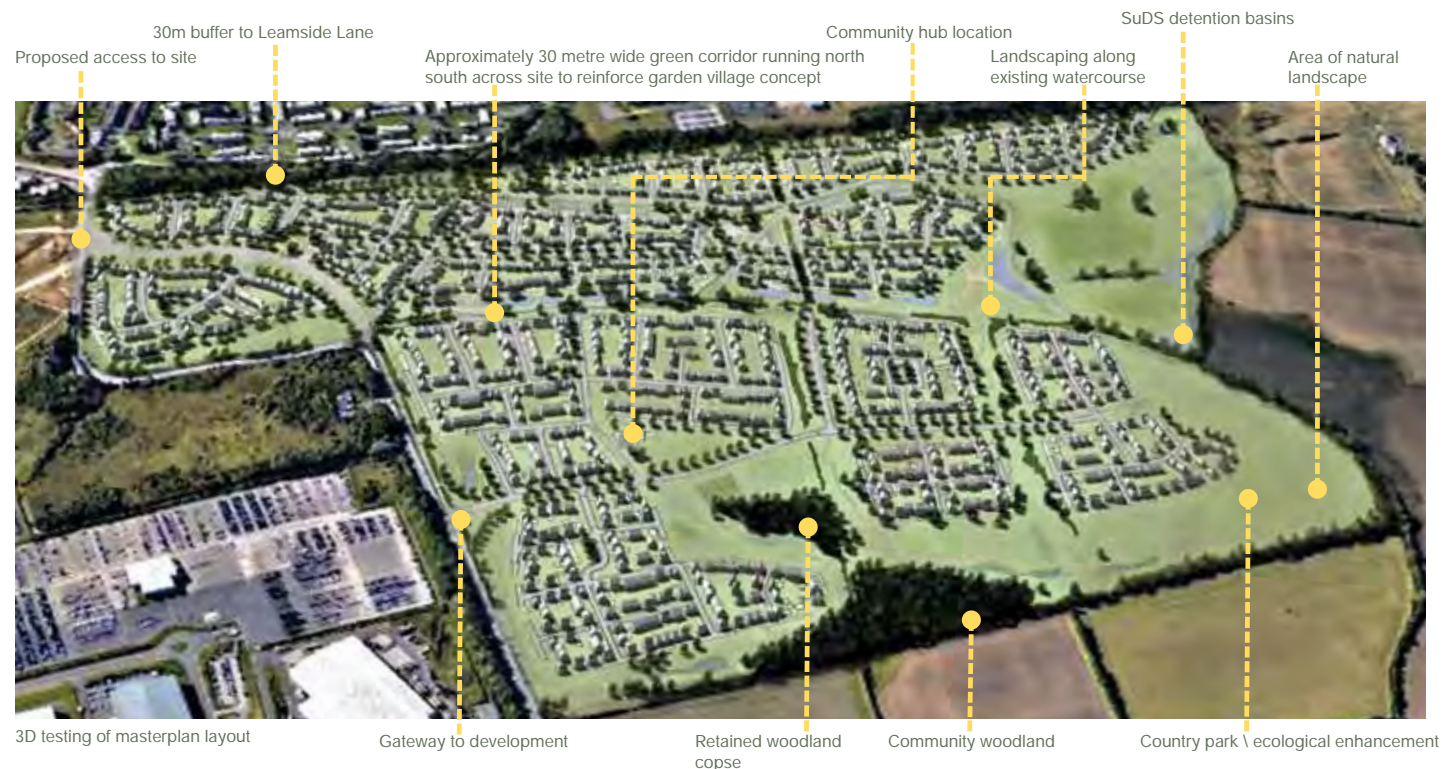 30m buffer to Leamside Lane
Proposed access to site
Approximately 30 metre wide green corridor running north
south across site to reinforce garden village concept
Community hub location
Landscaping along
existing watercourse
SuDS detention basins
Area of natural
landscape
3D testing of masterplan layout
Gateway to development
Retained woodland
copse
Community woodland
Country park \ ecological enhancement